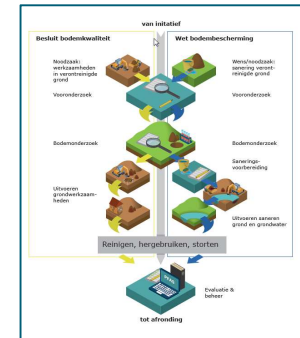 van initiatief
Besluit bodemkwaliteit
Wet bodembescherming
Noodzaak:
werkzaamheden
in verontreinigde
grond
Wens/noodzaak:
sanering veront-
reinigde grond
Vooronderzoek
Vooronderzoek
Bodemonderzoek
Bodemonderzoek
Sanerings-
voorbereiding
Uitvoeren
grondwerkzaam-
heden
Uitvoeren saneren
grond en grondwater
Reinigen, hergebruiken, storten
Evaluatie &
beheer
tot afronding